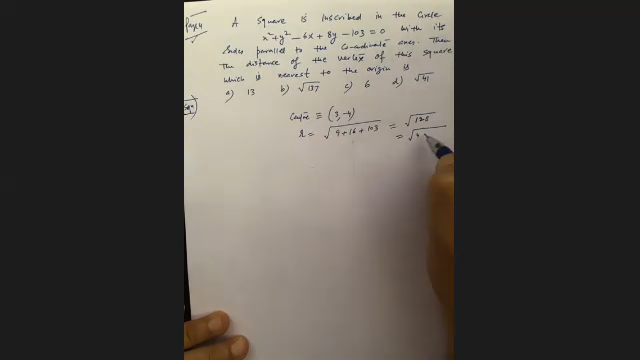 Page 4
A Square is Inscribed in the Circle
x² + y² - 6x + 8y - 103 = 0 With its
Sides parallel to the Co-ordinate axes. Then
the distance of the vertex of this square
which is nearest to the origin is
a) 13 b) √137 c) 6 d) √41
Soln)
Centre ≡ (3, -4)
r = √9+16+103 = √128
= √